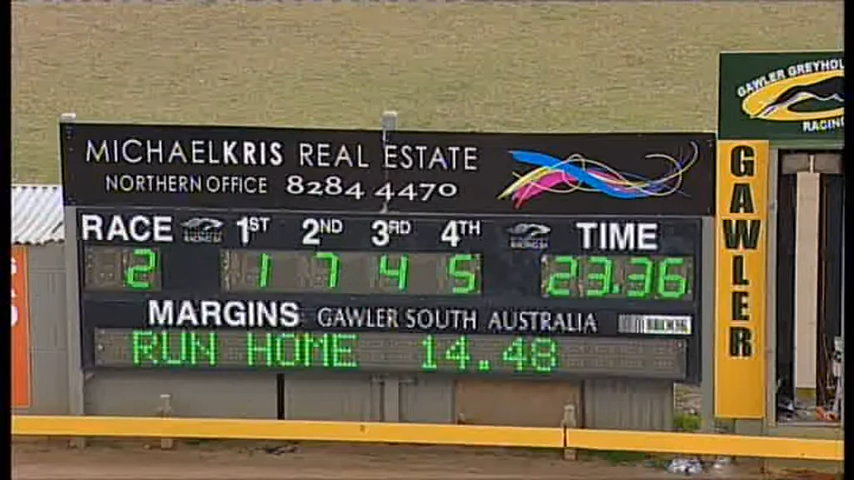 MICHAELKRIS REAL ESTATE
NORTHERN OFFICE 8284 4470
RACE 1ST 2ND 3RD 4TH TIME
2 1 7 4 5 23.36
MARGINS GAWLER SOUTH AUSTRALIA
RUN HOME 14.48
GAWLER GREYHOU
RACING
GAWLER